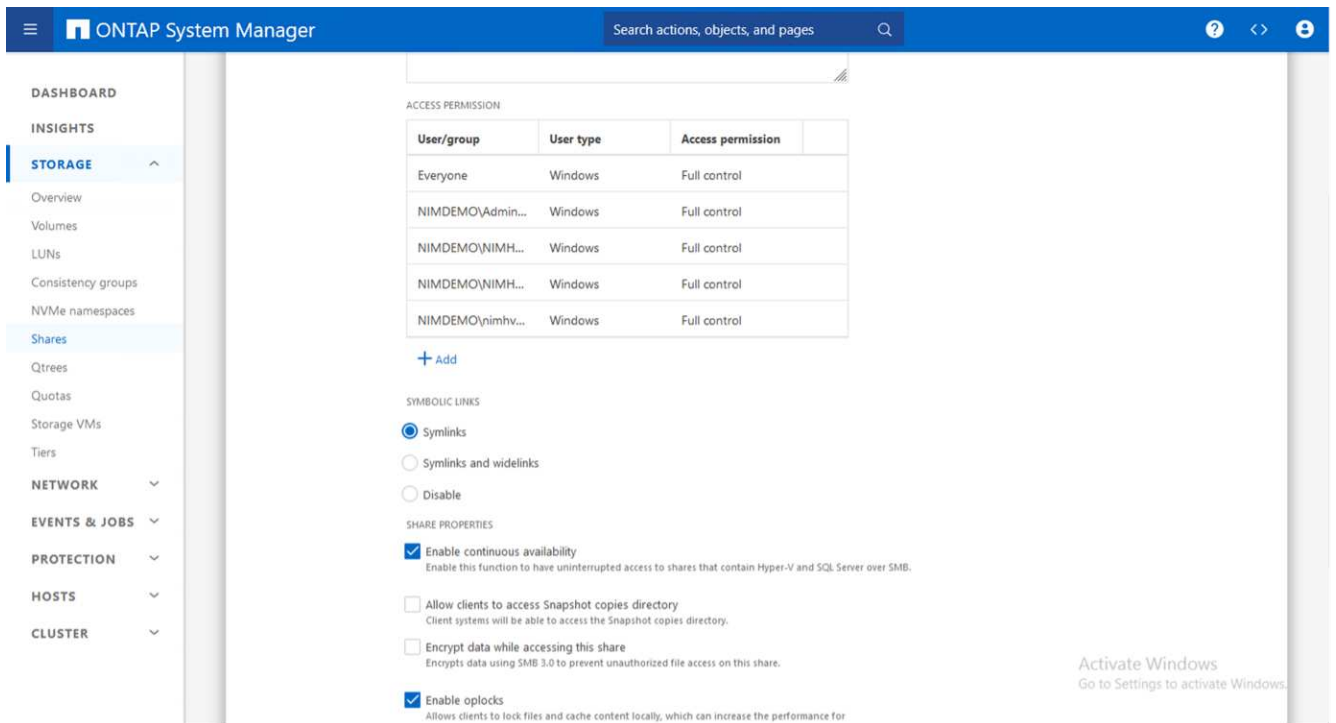 ONTAP System Manager
Search actions, objects, and pages
DASHBOARD
INSIGHTS
STORAGE
Overview
Volumes
LUNs
Consistency groups
NVMe namespaces
Shares
Qtrees
Quotas
Storage VMs
Tiers
NETWORK
EVENTS & JOBS
PROTECTION
HOSTS
CLUSTER
ACCESS PERMISSION
User/group User type Access permission
Everyone Windows Full control
NIMDEMO\Admin... Windows Full control
NIMDEMO\NIMH... Windows Full control
NIMDEMO\NIMH... Windows Full control
NIMDEMO\nimhv... Windows Full control
+ Add
SYMBOLIC LINKS
Symlinks
Symlinks and widelinks
Disable
SHARE PROPERTIES
Enable continuous availability
Enable this function to have uninterrupted access to shares that contain Hyper-V and SQL Server over SMB.
Allow clients to access Snapshot copies directory
Client systems will be able to access the Snapshot copies directory.
Encrypt data while accessing this share
Encrypts data using SMB 3.0 to prevent unauthorized file access on this share.
Enable oplocks
Allows clients to lock files and cache content locally, which can increase the performance for
Activate Windows
Go to Settings to activate Windows.